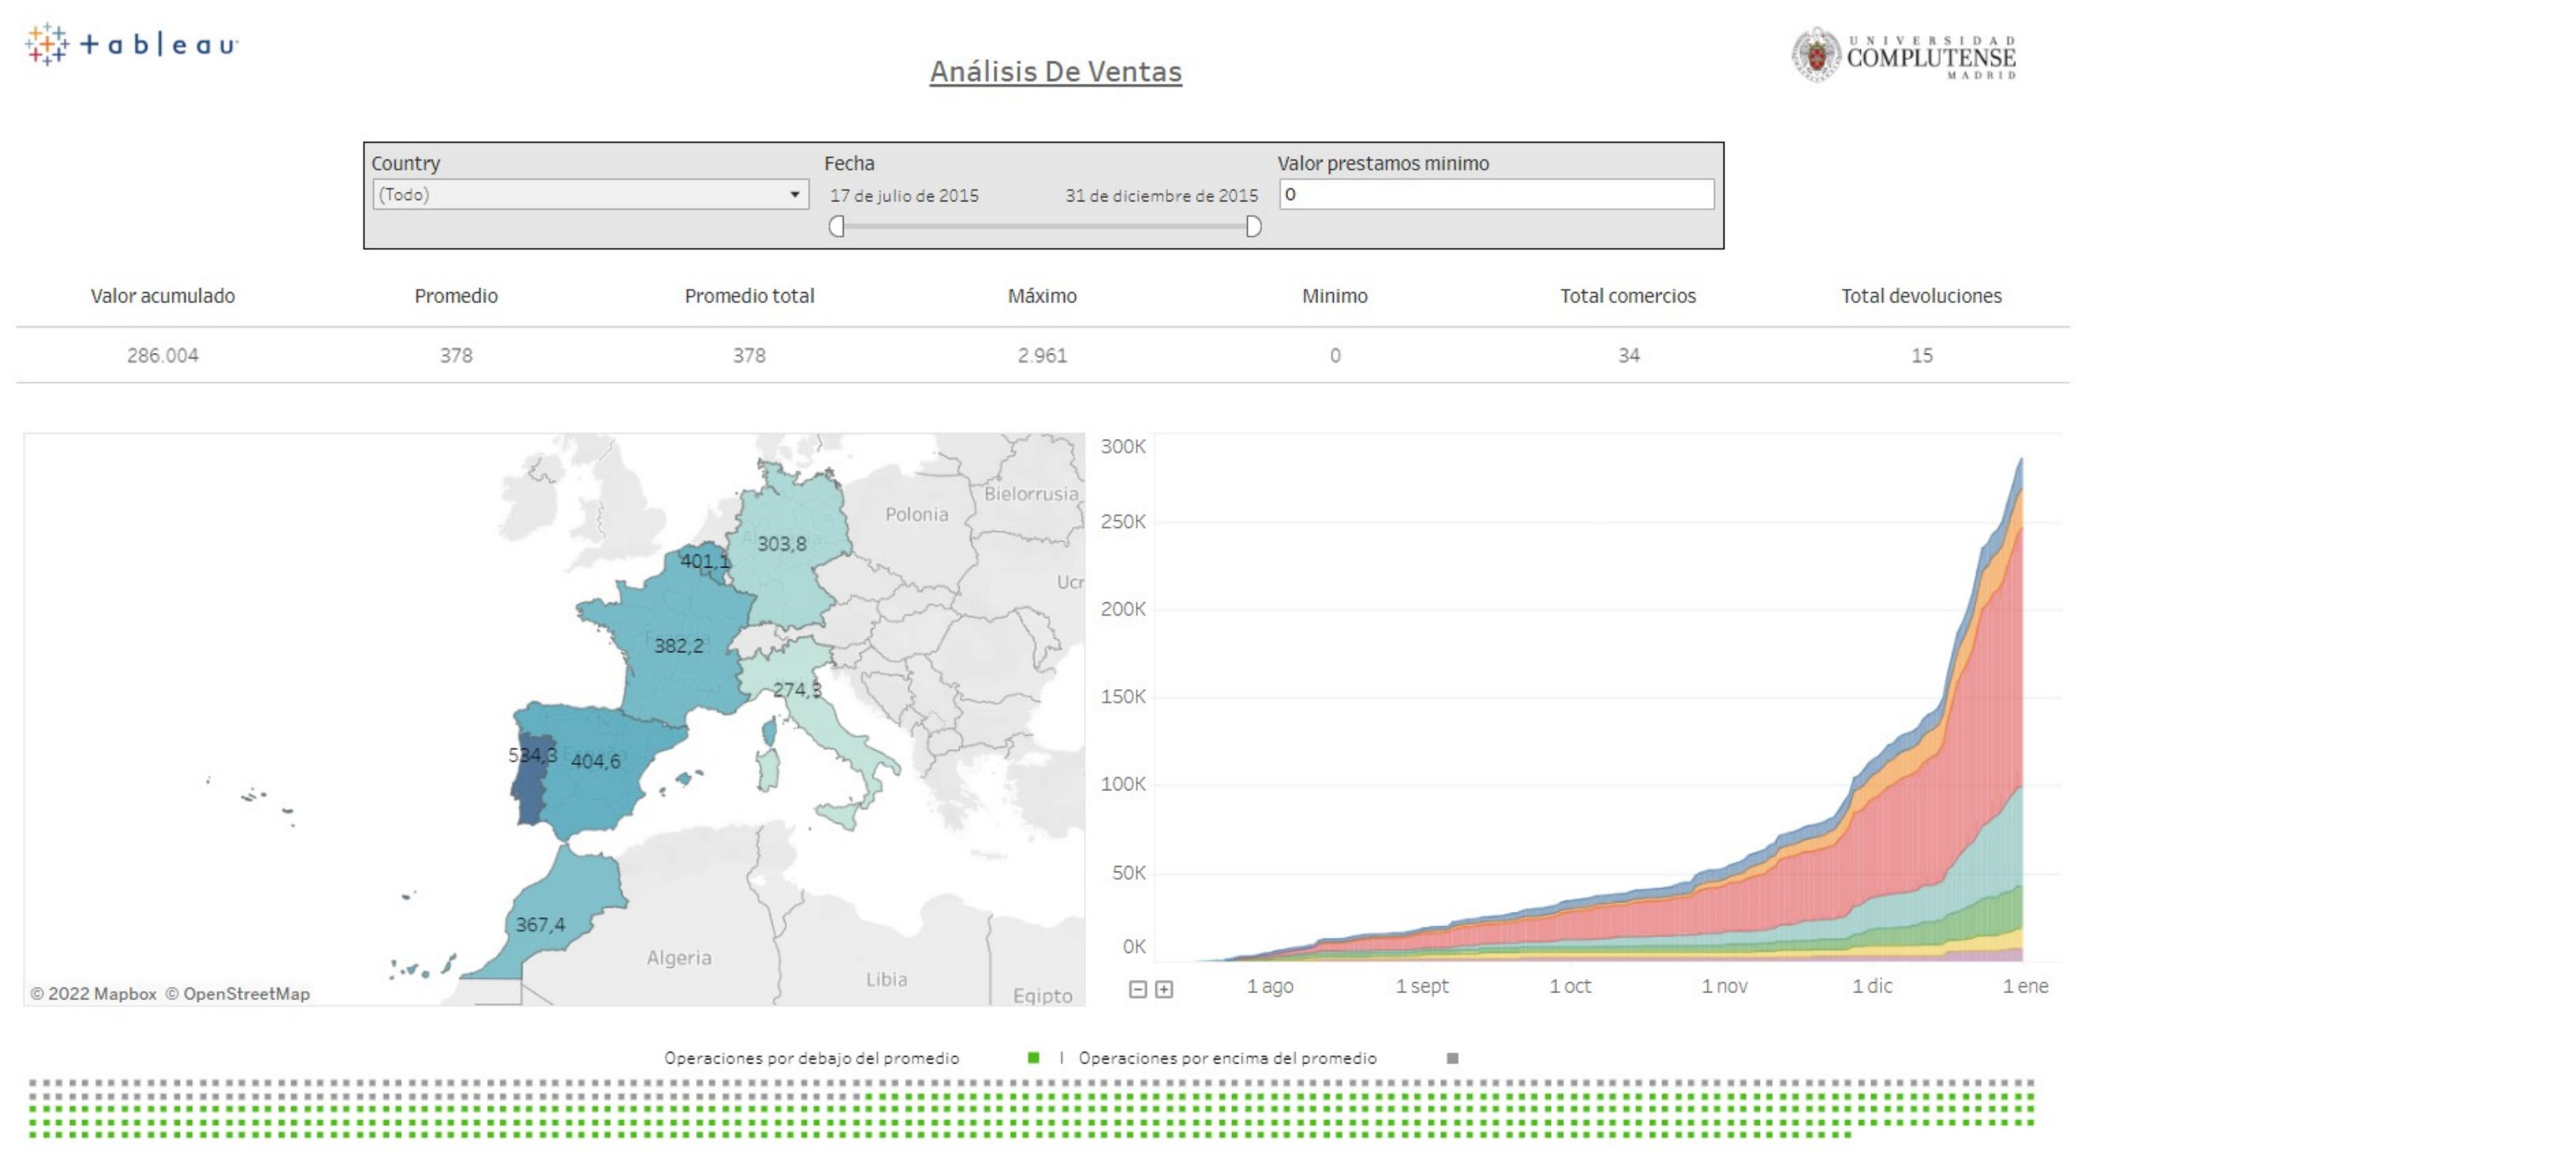 +ableau
UNIVERSIDAD
COMPLUTENSE
MADRID
Análisis De Ventas
Country
Fecha
Valor prestamos minimo
(Todo)
17 de julio de 2015
31 de diciembre de 2015
0
Valor acumulado
Promedio
Promedio total
Máximo
Minimo
Total comercios
Total devoluciones
286.004
378
378
2.961
0
34
15
Bielorrusia
Polonia
303,8
401,1
Ucr
382,2
274,3
534,3
404,6
367,4
Algeria
Libia
Egipto
© 2022 Mapbox © OpenStreetMap
300K
250K
200K
150K
100K
50K
0K
1 ago
1 sept
1 oct
1 nov
1 dic
1 ene
Operaciones por debajo del promedio
| Operaciones por encima del promedio